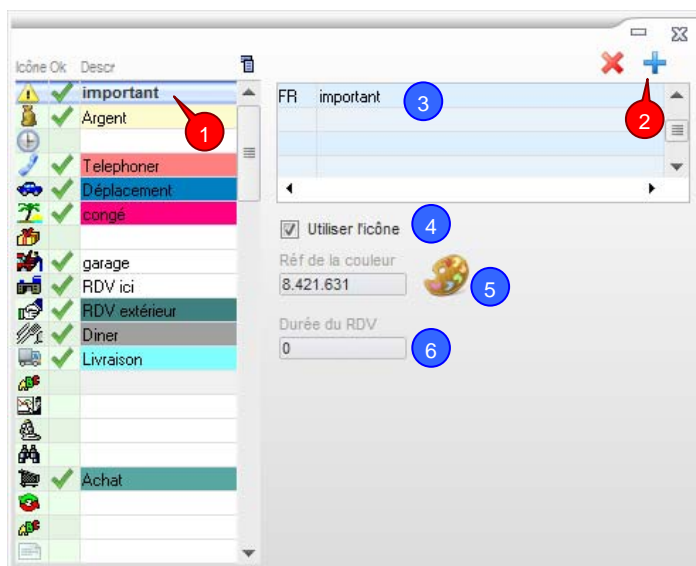 Icône Ok Descr
important
Argent
Telephoner
Déplacement
congé
garage
RDV ici
RDV extérieur
Diner
Livraison
Achat
1
2
FR important
3
Utiliser l'icône
4
Réf de la couleur
8.421.631
5
Durée du RDV
0
6